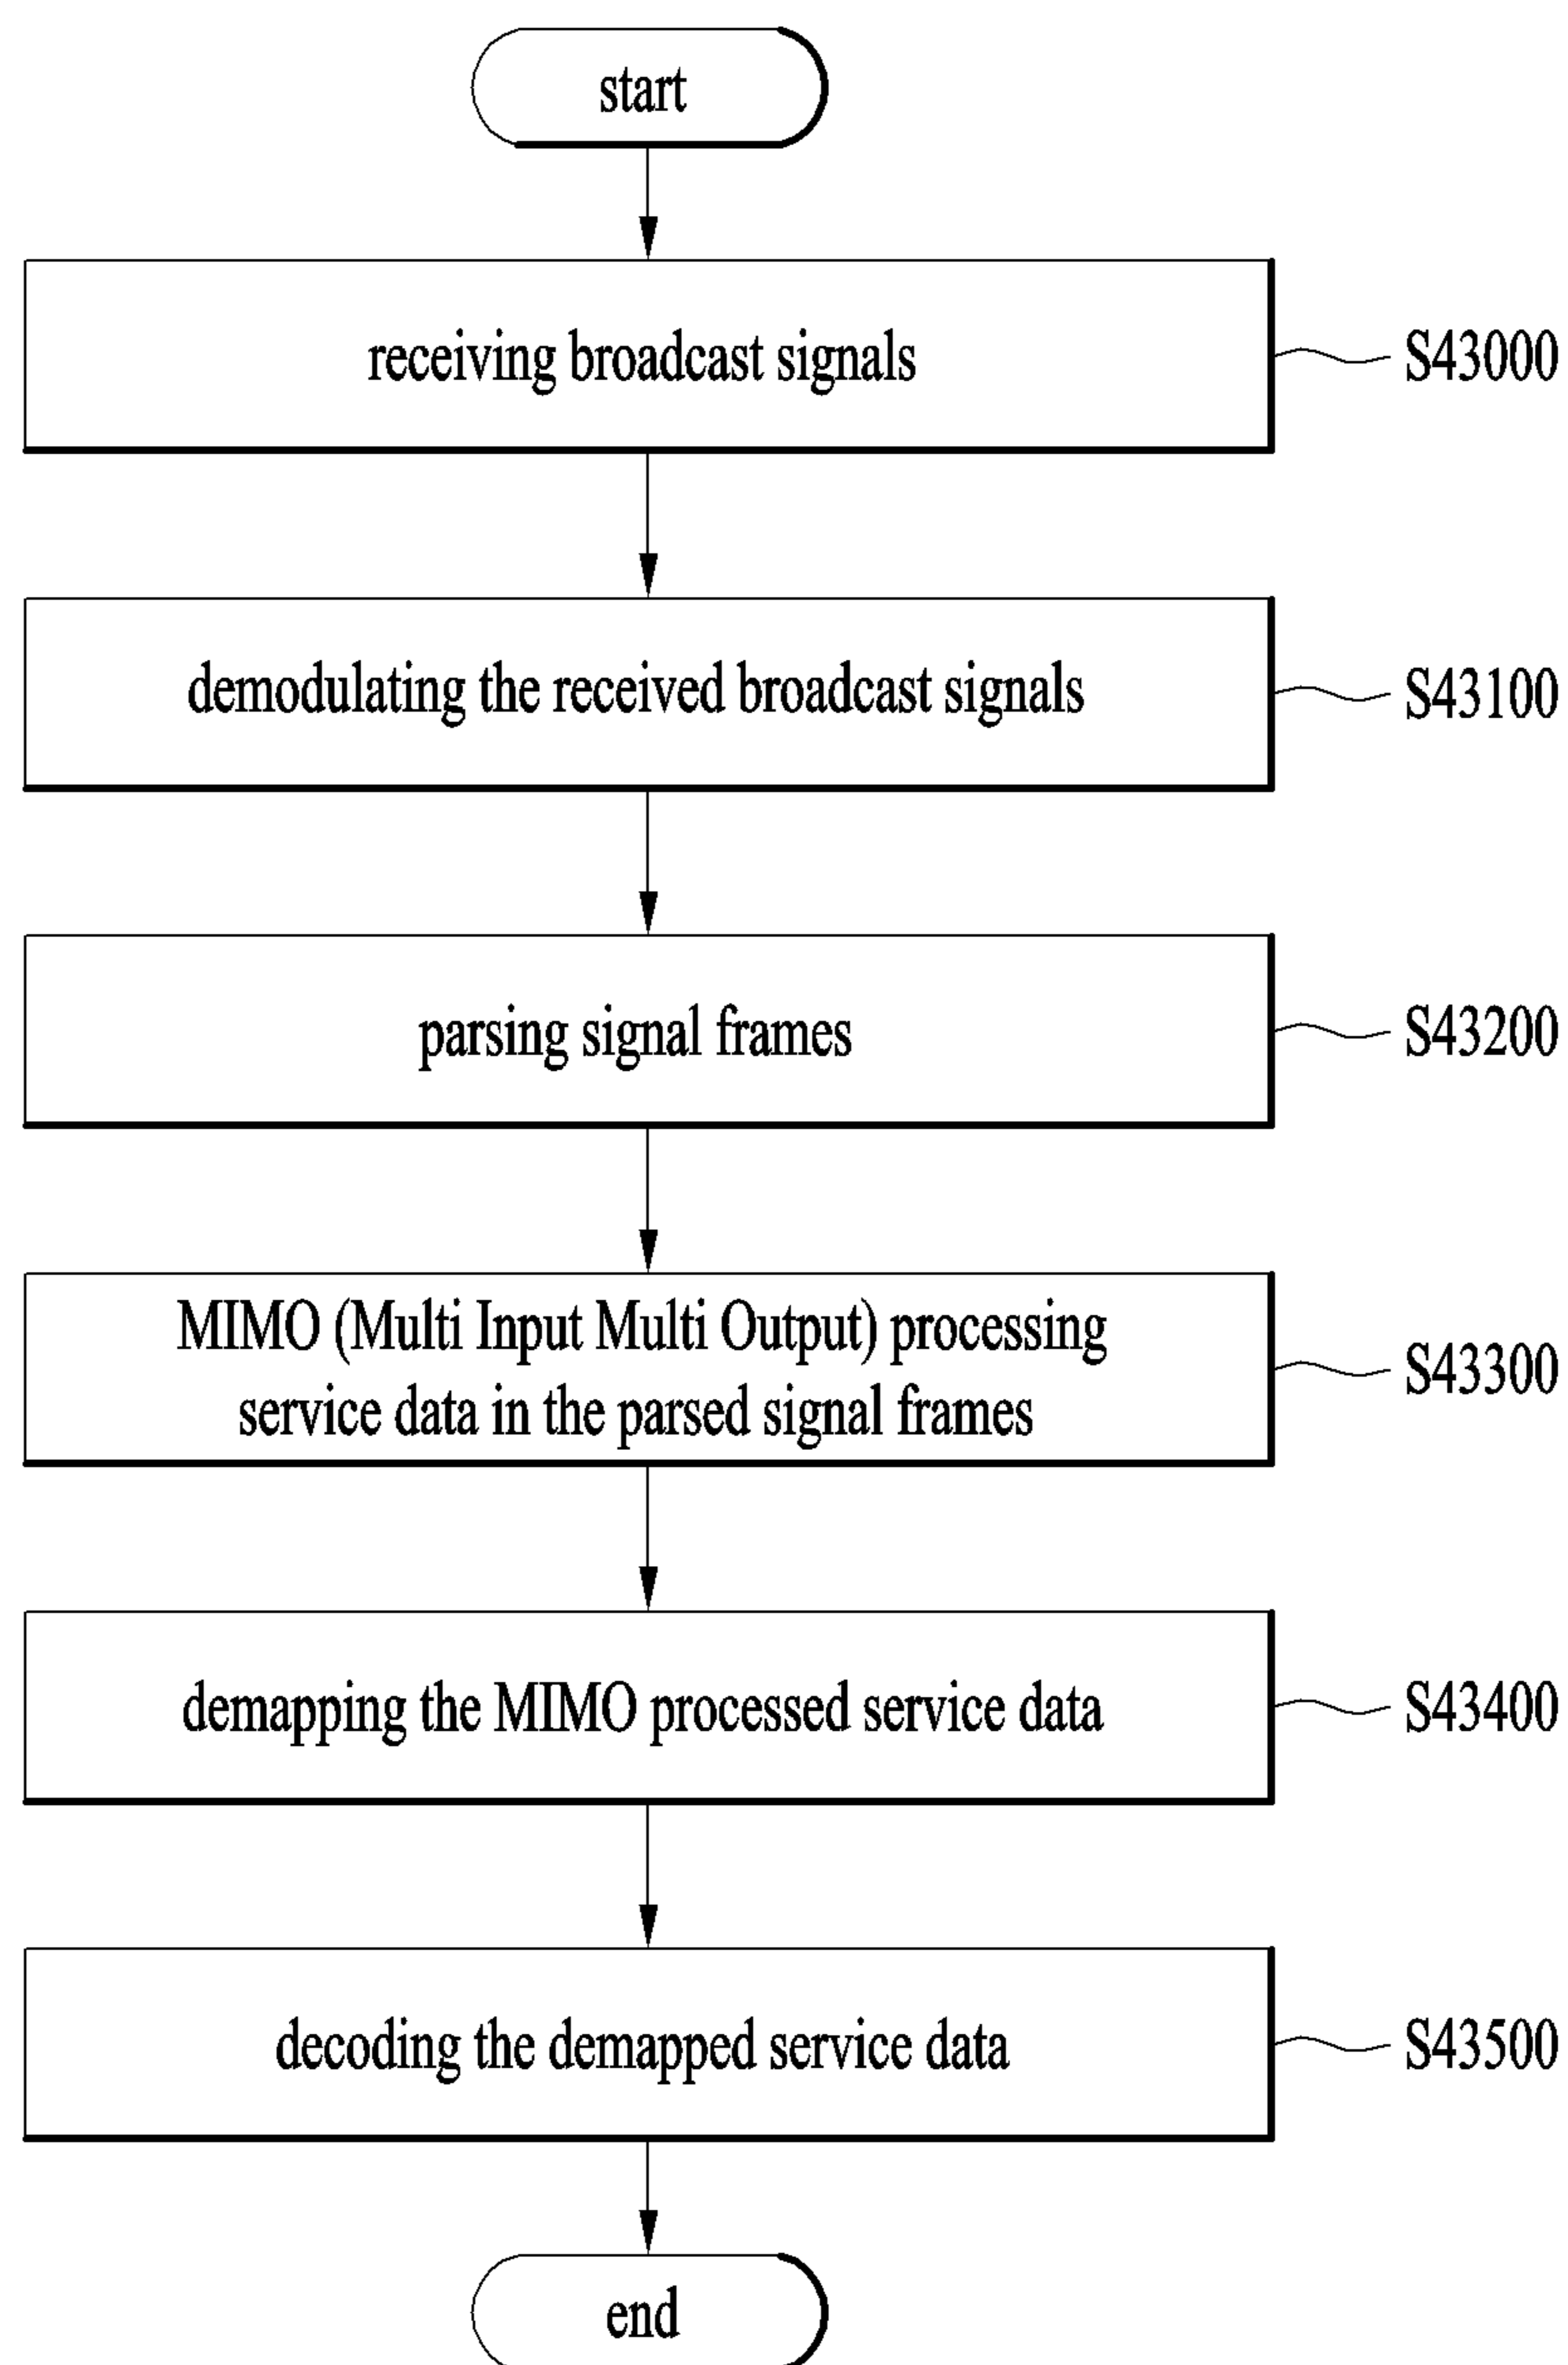 start
receiving broadcast signals
S43000
demodulating the received broadcast signals
S43100
parsing signal frames
S43200
MIMO (Multi Input Multi Output) processing
service data in the parsed signal frames
S43300
demapping the MIMO processed service data
S43400
decoding the demapped service data
S43500
end